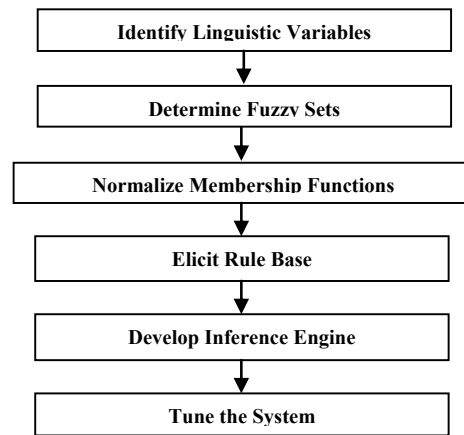 Identify Linguistic Variables
Determine Fuzzy Sets
Normalize Membership Functions
Elicit Rule Base
Develop Inference Engine
Tune the System